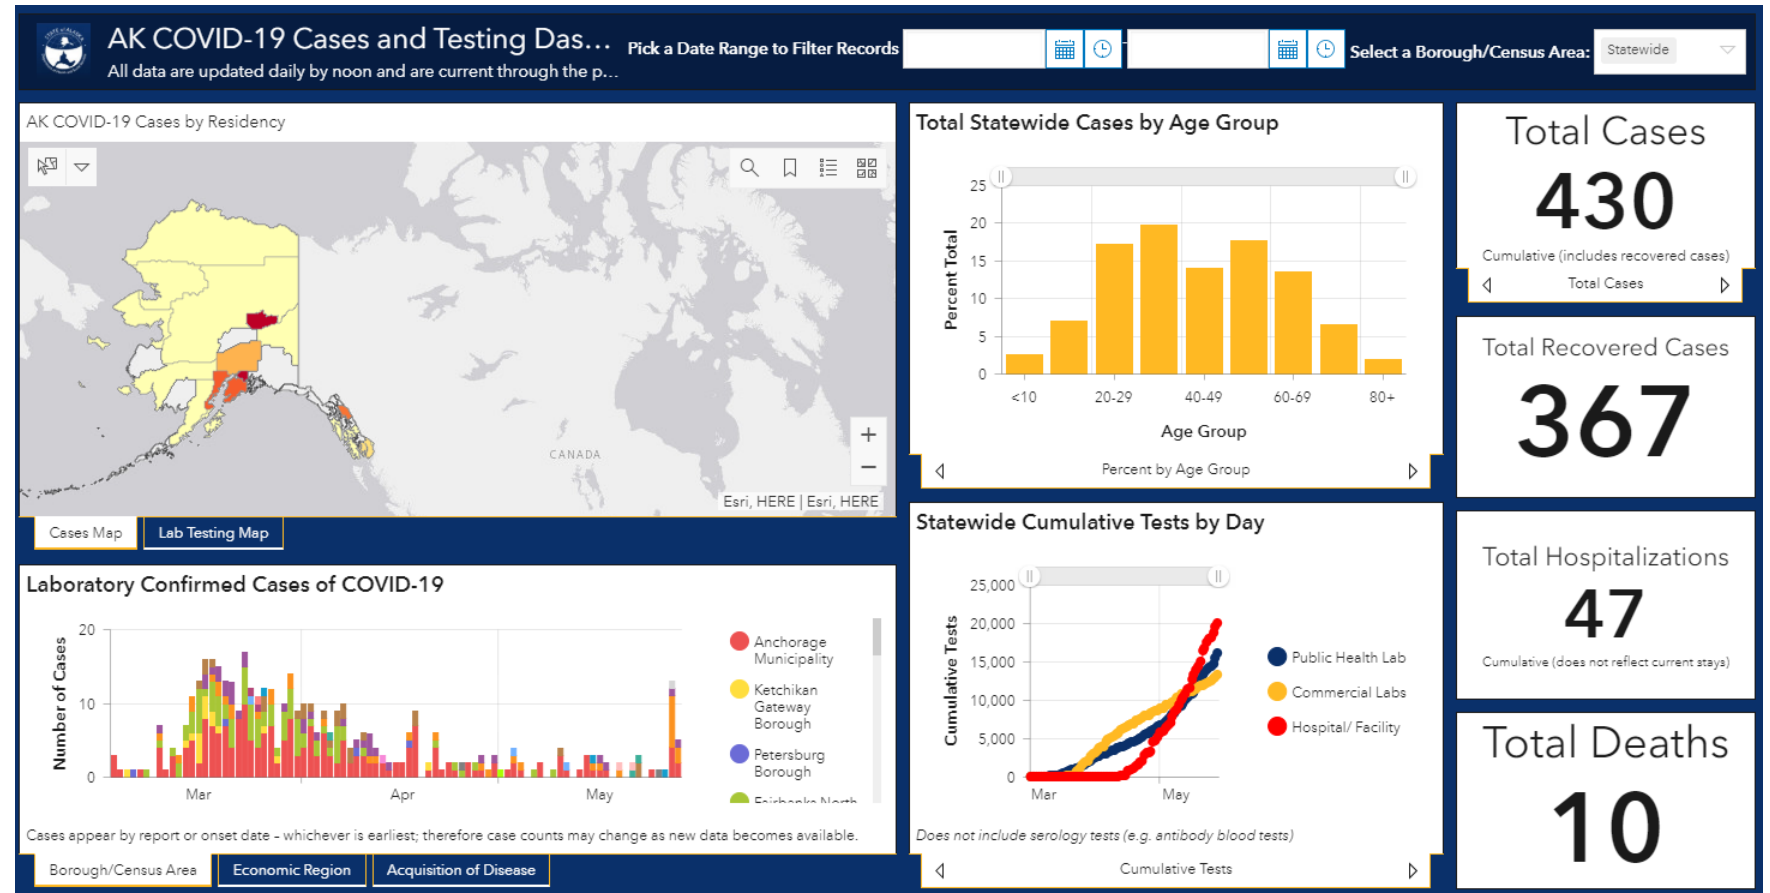 AK COVID-19 Cases and Testing Das...
All data are updated daily by noon and are current through the p...
Pick a Date Range to Filter Records
-
Select a Borough/Census Area:
Statewide
AK COVID-19 Cases by Residency
CANADA
+
−
Esri, HERE | Esri, HERE
Cases Map
Lab Testing Map
Laboratory Confirmed Cases of COVID-19
Number of Cases
20
10
0
Mar
Apr
May
Anchorage
Municipality
Ketchikan
Gateway
Borough
Petersburg
Borough
Fairbanks North
Cases appear by report or onset date - whichever is earliest; therefore case counts may change as new data becomes available.
Borough/Census Area
Economic Region
Acquisition of Disease
Total Statewide Cases by Age Group
Percent Total
25
20
15
10
5
0
<10
20-29
40-49
60-69
80+
Age Group
Percent by Age Group
Statewide Cumulative Tests by Day
Cumulative Tests
25,000
20,000
15,000
10,000
5,000
0
Mar
May
Public Health Lab
Commercial Labs
Hospital/ Facility
Does not include serology tests (e.g. antibody blood tests)
Cumulative Tests
Total Cases
430
Cumulative (includes recovered cases)
Total Cases
Total Recovered Cases
367
Total Hospitalizations
47
Cumulative (does not reflect current stays)
Total Deaths
10